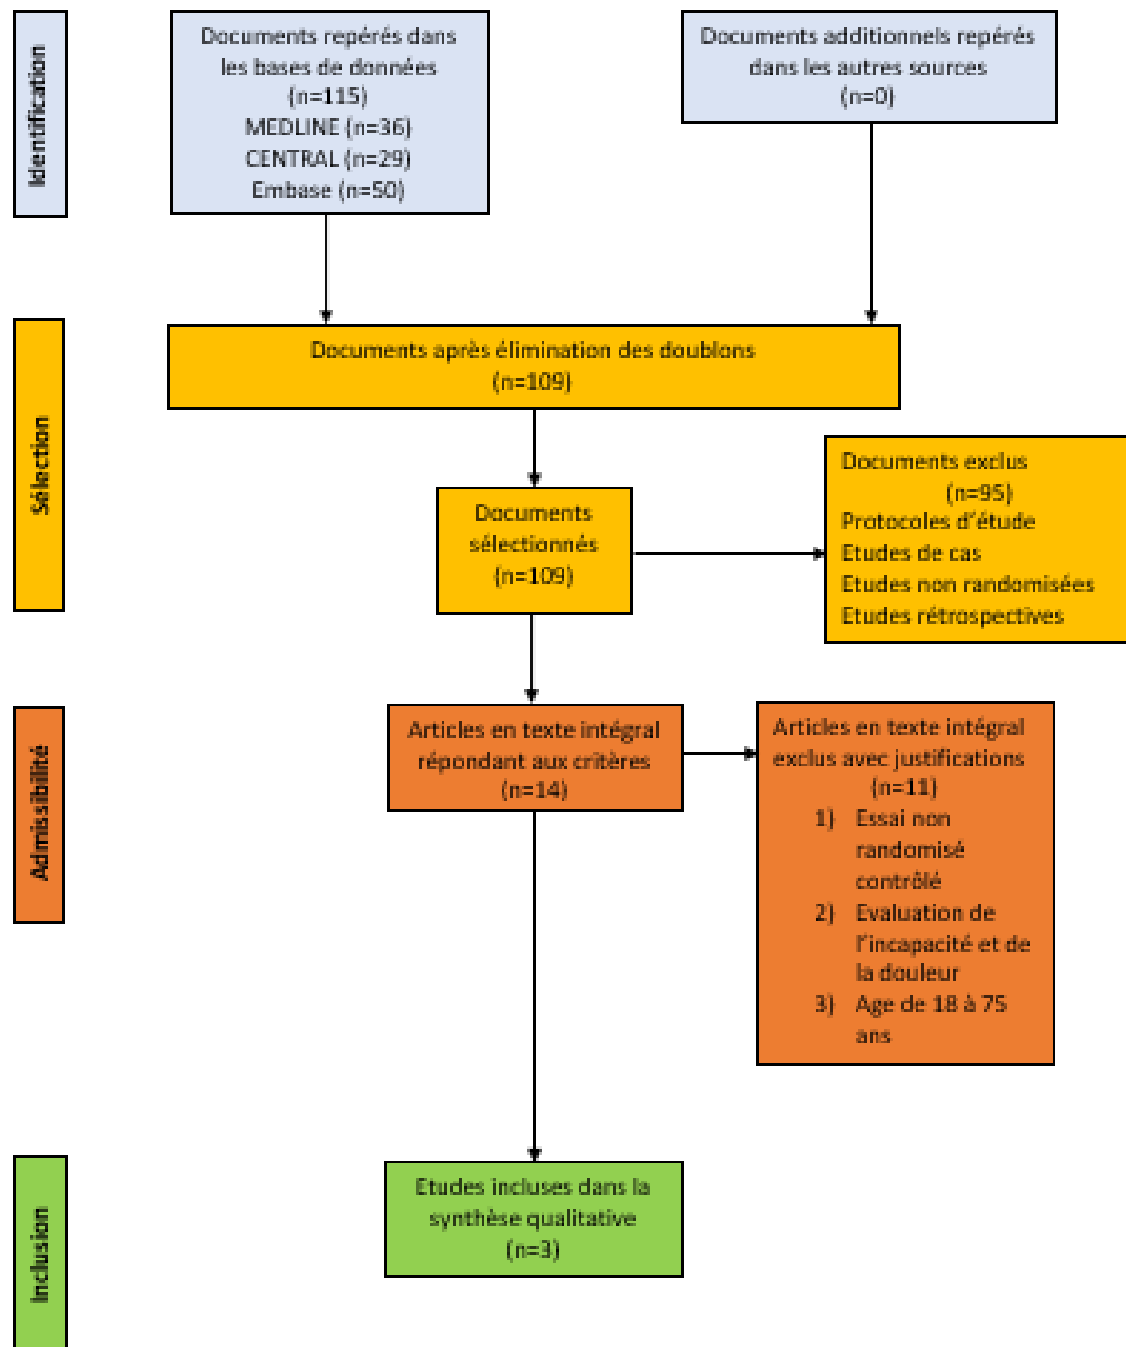 Identification
Documents repérés dans
les bases de données
(n=115)
MEDLINE (n=36)
CENTRAL (n=29)
Embase (n=50)
Documents additionnels repérés
dans les autres sources
(n=0)
Sélection
Documents après élimination des doublons
(n=109)
Documents
sélectionnés
(n=109)
Documents exclus
(n=95)
Protocoles d'étude
Etudes de cas
Etudes non randomisées
Etudes rétrospectives
Admissibilité
Articles en texte intégral
répondant aux critères
(n=14)
Articles en texte intégral
exclus avec justifications
(n=11)
1) Essai non
randomisé
contrôlé
2) Evaluation de
l'incapacité et de
la douleur
3) Age de 18 à 75
ans
Inclusion
Etudes incluses dans la
synthèse qualitative
(n=3)